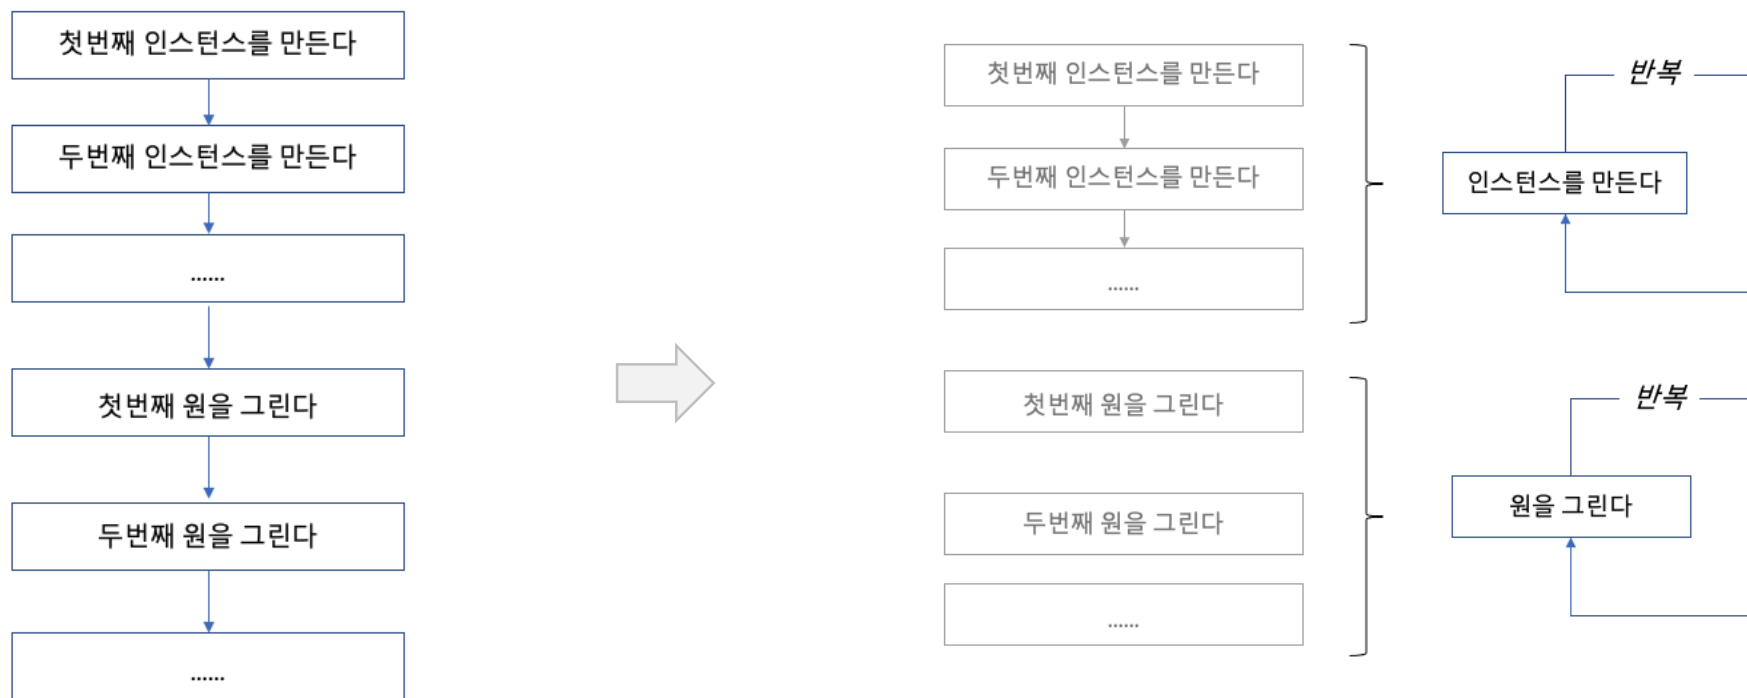 첫번째 인스턴스를 만든다
두번째 인스턴스를 만든다
......
첫번째 원을 그린다
두번째 원을 그린다
......
첫번째 인스턴스를 만든다
두번째 인스턴스를 만든다
......
첫번째 원을 그린다
두번째 원을 그린다
......
반복
인스턴스를 만든다
반복
원을 그린다